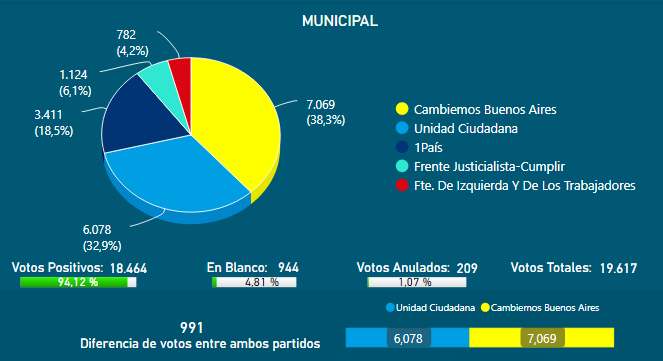 MUNICIPAL
782
(4,2%)
1.124
(6,1%)
3.411
(18,5%)
7.069
(38,3%)
6.078
(32,9%)
Cambiemos Buenos Aires
Unidad Ciudadana
1País
Frente Justicialista-Cumplir
Fte. De Izquierda Y De Los Trabajadores
Votos Positivos: 18.464
94,12 %
En Blanco: 944
4,81 %
Votos Anulados: 209
1,07 %
Votos Totales: 19.617
Unidad Ciudadana Cambiemos Buenos Aires
991
Diferencia de votos entre ambos partidos
6,078 7,069